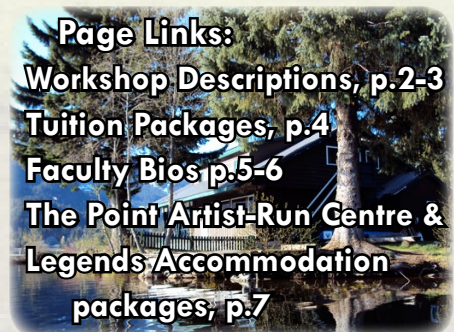 Page Links:
Workshop Descriptions, p.2-3
Tuition Packages, p.4
Faculty Bios p.5-6
The Point Artist-Run Centre &
Legends Accommodation
packages, p.7